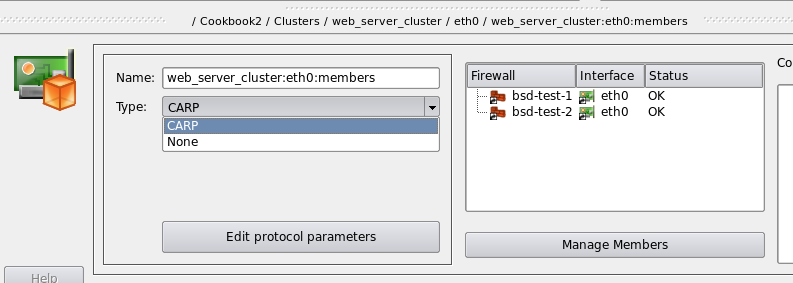 / Cookbook2 / Clusters / web_server_cluster / eth0 / web_server_cluster:eth0:members
Name: web_server_cluster:eth0:members
Type: CARP
CARP
None
Edit protocol parameters
Firewall Interface Status
bsd-test-1 eth0 OK
bsd-test-2 eth0 OK
Manage Members
Co
Help